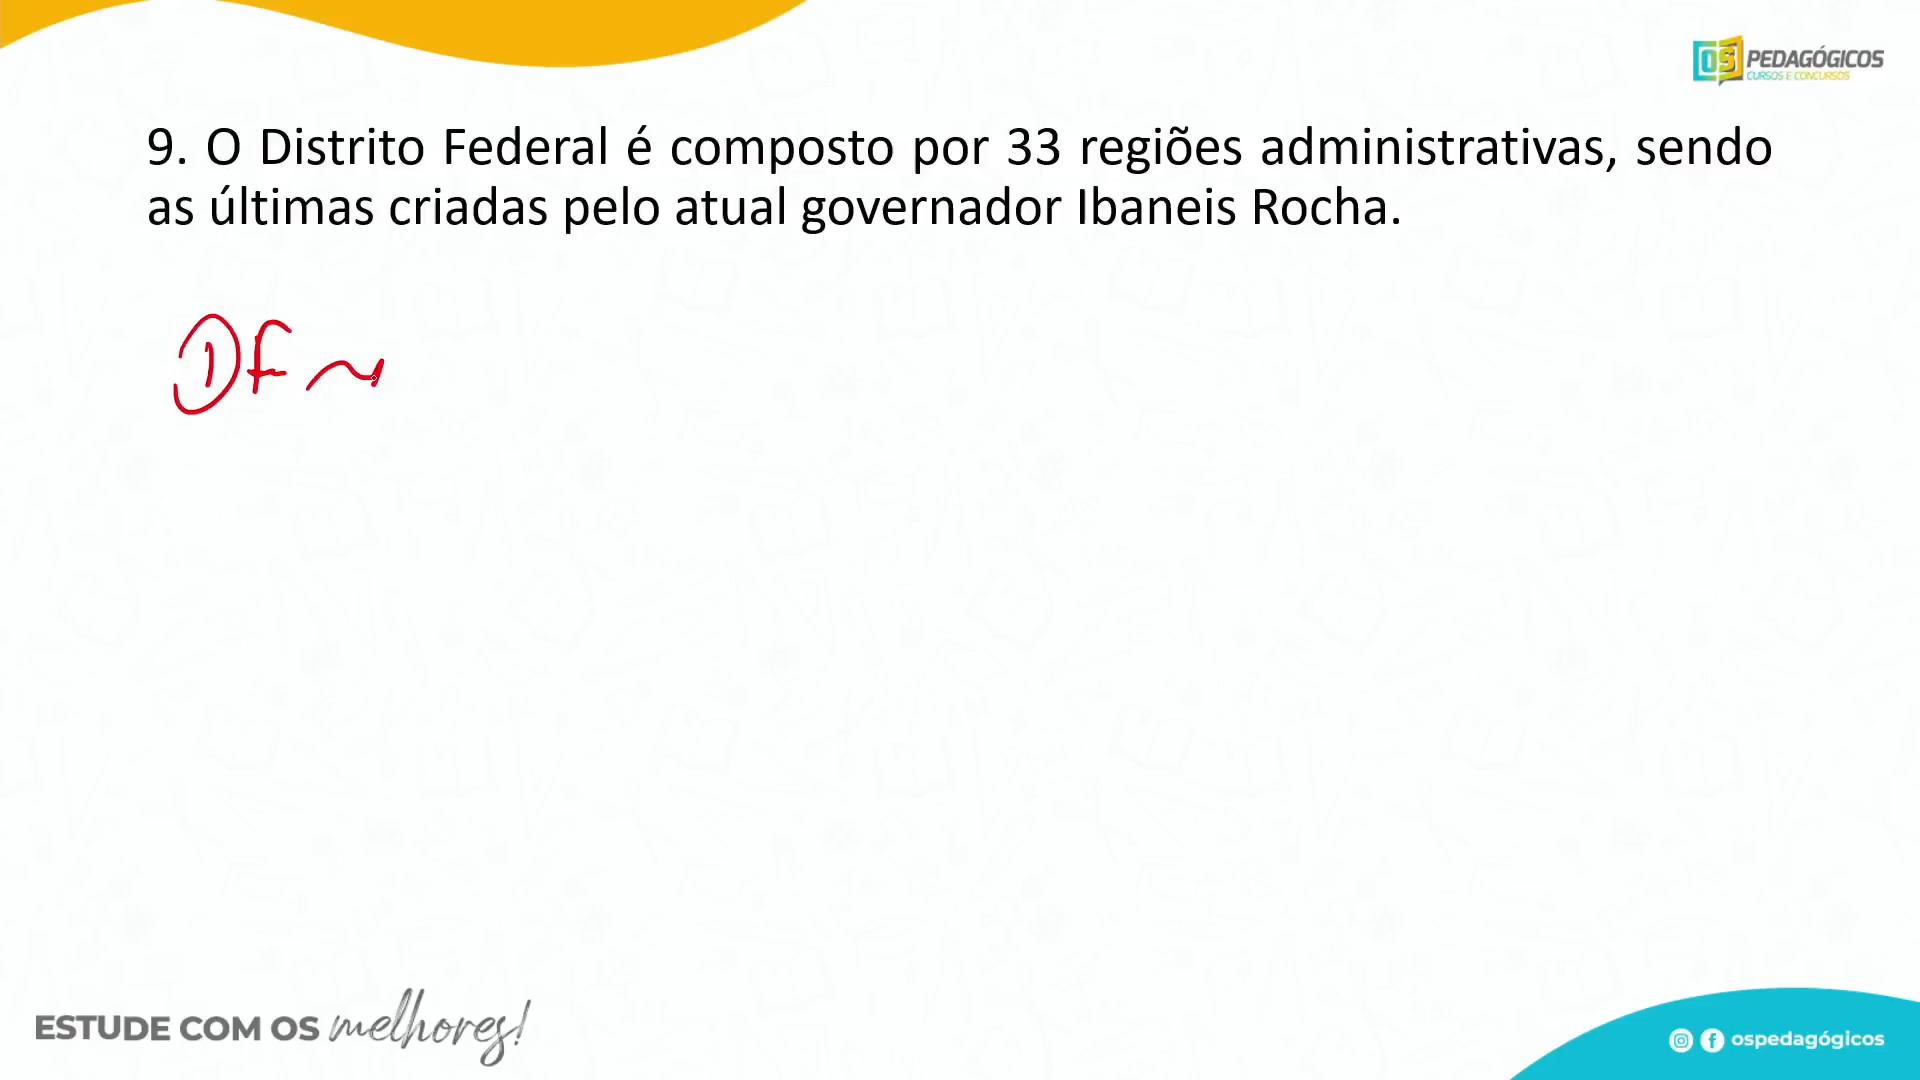 OS PEDAGÓGICOS
CURSOS E CONCURSOS
9. O Distrito Federal é composto por 33 regiões administrativas, sendo
as últimas criadas pelo atual governador Ibaneis Rocha.
DF
ESTUDE COM OS melhores!
ospedagógicos